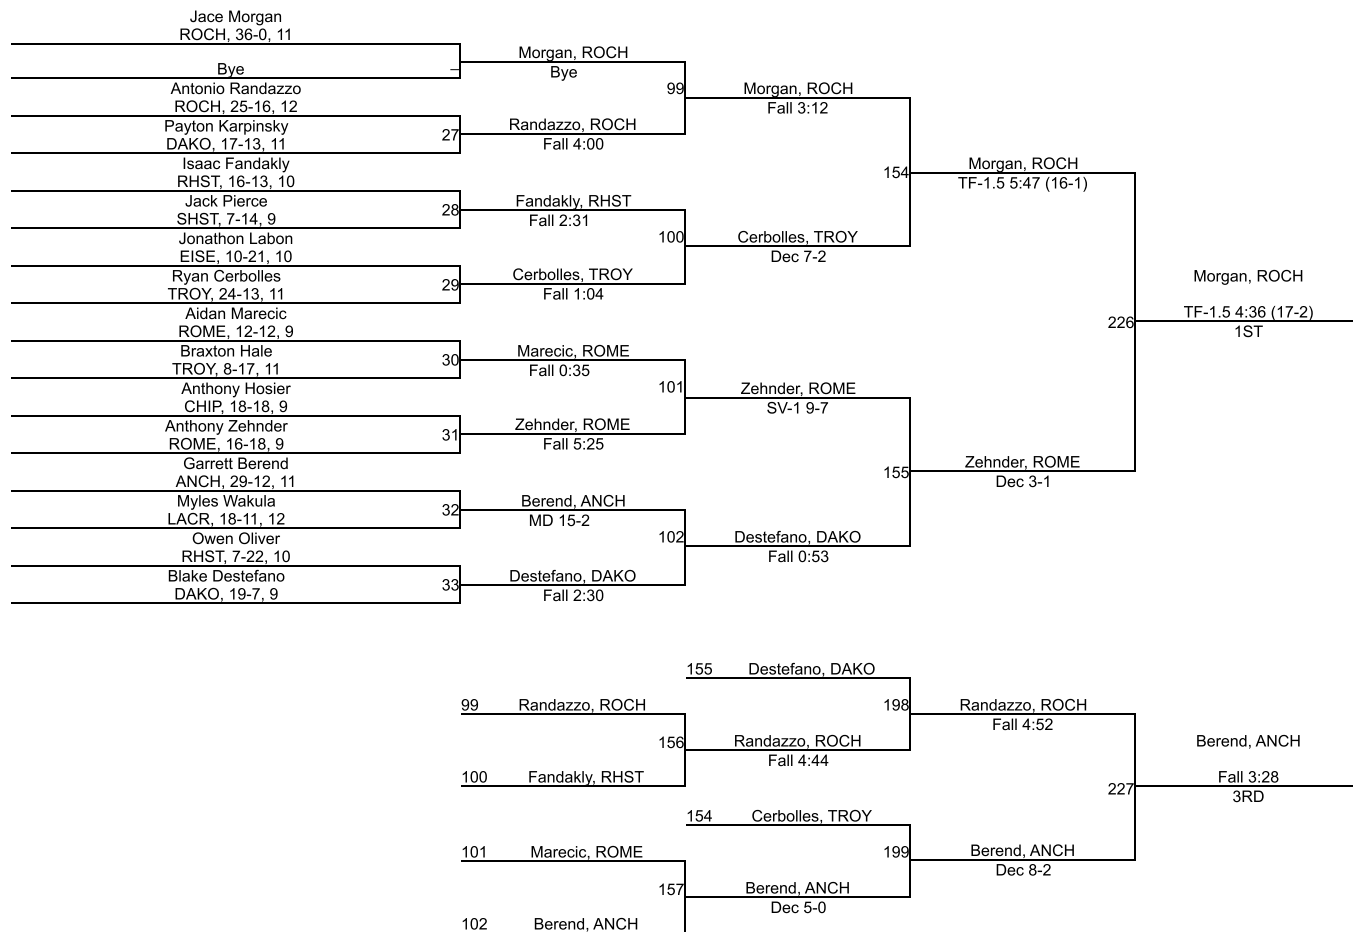 Jace Morgan
ROCH, 36-0, 11
Bye
Antonio Randazzo
ROCH, 25-16, 12
Payton Karpinsky
DAKO, 17-13, 11
Isaac Fandakly
RHST, 16-13, 10
Jack Pierce
SHST, 7-14, 9
Jonathon Labon
EISE, 10-21, 10
Ryan Cerbolles
TROY, 24-13, 11
Aidan Marecic
ROME, 12-12, 9
Braxton Hale
TROY, 8-17, 11
Anthony Hosier
CHIP, 18-18, 9
Anthony Zehnder
ROME, 16-18, 9
Garrett Berend
ANCH, 29-12, 11
Myles Wakula
LACR, 18-11, 12
Owen Oliver
RHST, 7-22, 10
Blake Destefano
DAKO, 19-7, 9
–
27
28
29
30
31
32
33
Morgan, ROCH
Bye
Randazzo, ROCH
Fall 4:00
Fandakly, RHST
Fall 2:31
Cerbolles, TROY
Fall 1:04
Marecic, ROME
Fall 0:35
Zehnder, ROME
Fall 5:25
Berend, ANCH
MD 15-2
Destefano, DAKO
Fall 2:30
99
100
101
102
Morgan, ROCH
Fall 3:12
Cerbolles, TROY
Dec 7-2
Zehnder, ROME
SV-1 9-7
Destefano, DAKO
Fall 0:53
154
155
Morgan, ROCH
TF-1.5 5:47 (16-1)
Zehnder, ROME
Dec 3-1
226
Morgan, ROCH
TF-1.5 4:36 (17-2)
1ST
155 Destefano, DAKO
99 Randazzo, ROCH
100 Fandakly, RHST
156
Randazzo, ROCH
Fall 4:44
198
Randazzo, ROCH
Fall 4:52
154 Cerbolles, TROY
101 Marecic, ROME
102 Berend, ANCH
157
Berend, ANCH
Dec 5-0
199
Berend, ANCH
Dec 8-2
227
Berend, ANCH
Fall 3:28
3RD